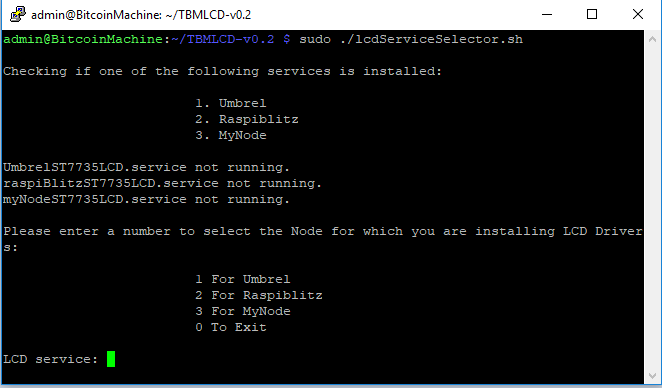 ~/TBMLCD-v0.2
admin@BitcoinMachine:~/TBMLCD-v0.2 $ sudo ./lcdServiceSelector.sh
Checking if one of the following services is installed:
1. Umbrel
2. Raspiblitz
3. MyNode
UmbrelST7735LCD.service not running.
raspiBlitzST7735LCD.service not running.
myNodeST7735LCD.service not running.
Please enter a number to select the Node for which you are installing LCD Driver
s:
1 For Umbrel
2 For Raspiblitz
3 For MyNode
0 To Exit
LCD service: